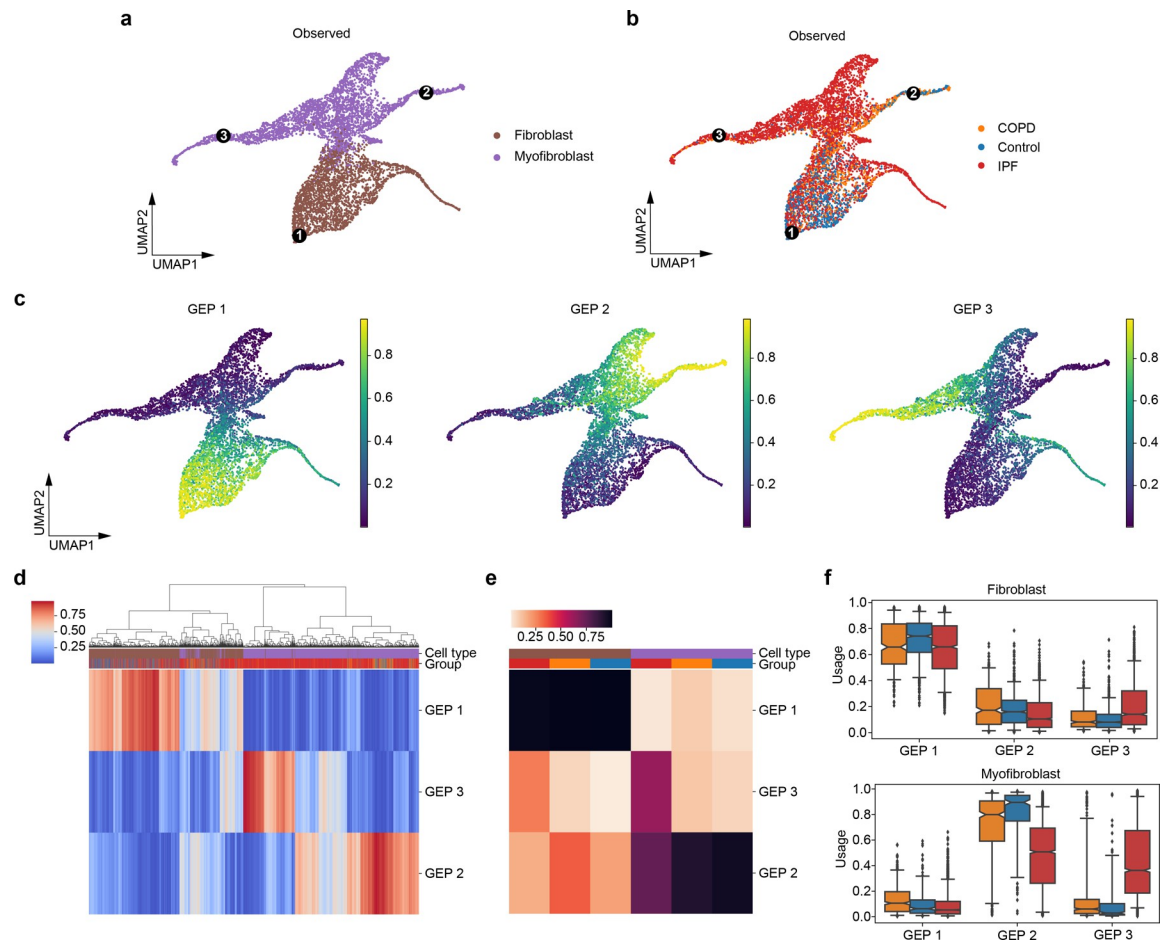 a
Observed
2
3
1
Fibroblast
Myofibroblast
UMAP2
UMAP1
b
Observed
2
3
1
COPD
Control
IPF
UMAP2
UMAP1
c
GEP 1
0.8
0.6
0.4
0.2
UMAP2
UMAP1
GEP 2
0.8
0.6
0.4
0.2
GEP 3
0.8
0.6
0.4
0.2
d
0.75
0.50
0.25
Cell type
Group
GEP 1
GEP 3
GEP 2
e
0.25 0.50 0.75
Cell type
Group
GEP 1
GEP 3
GEP 2
f
Fibroblast
Usage
1.0
0.8
0.6
0.4
0.2
0.0
GEP 1 GEP 2 GEP 3
Myofibroblast
Usage
1.0
0.8
0.6
0.4
0.2
0.0
GEP 1 GEP 2 GEP 3